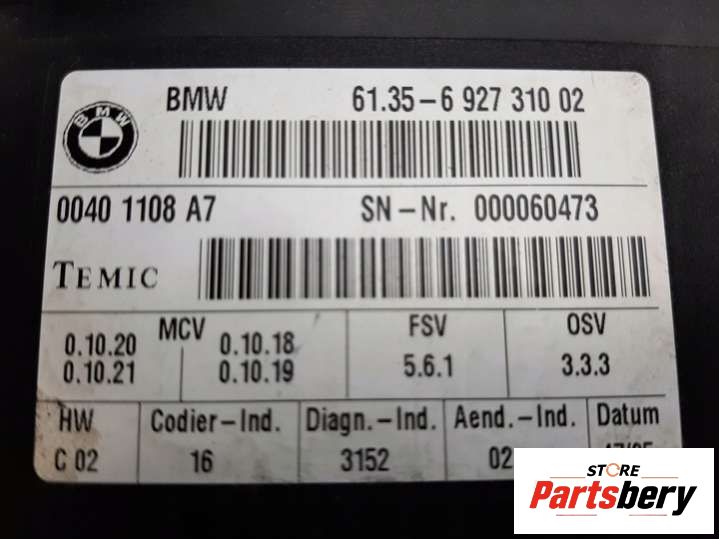 BMW 61.35-6 927 310 02
BMW
0040 1108 A7 SN-Nr. 000060473
TEMIC
MCV FSV OSV
0.10.20 0.10.18 5.6.1 3.3.3
0.10.21 0.10.19
HW Codier-Ind. Diagn.-Ind. Aend.-Ind. Datum
C 02 16 3152 02
STORE
Partsbery